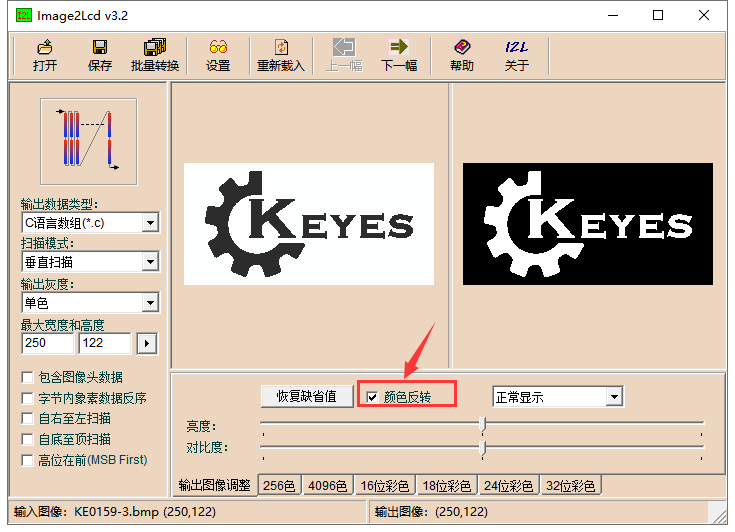 I2L Image2Lcd v3.2
打开 保存 批量转换 设置 重新载入 上一幅 下一幅 帮助 I2L 关于
输出数据类型:
C语言数组(*.c)
扫描模式:
垂直扫描
输出灰度:
单色
最大宽度和高度
250 122
包含图像头数据
字节内象素数据反序
自右至左扫描
自底至顶扫描
高位在前(MSB First)
KEYES KEYES
恢复缺省值 颜色反转 正常显示
亮度:
对比度:
输出图像调整 256色 4096色 16位彩色 18位彩色 24位彩色 32位彩色
输入图像: KE0159-3.bmp (250,122) 输出图像: (250,122)